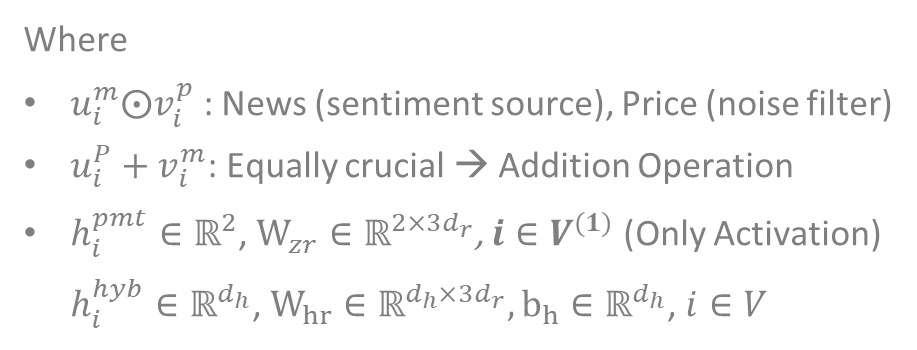 Where
• $u_i^m \odot v_i^p$ : News (sentiment source), Price (noise filter)
• $u_i^P + v_i^m$: Equally crucial → Addition Operation
• $h_i^{pmt} \in \mathbb{R}^2, \mathrm{W}_{zr} \in \mathbb{R}^{2 \times 3d_r}, \boldsymbol{i} \in \boldsymbol{V}^{(\mathbf{1})}$ (Only Activation)
$h_i^{hyb} \in \mathbb{R}^{d_h}, \mathrm{W}_{\mathrm{hr}} \in \mathbb{R}^{d_h \times 3d_r}, \mathrm{b}_{\mathrm{h}} \in \mathbb{R}^{d_h}, i \in V$